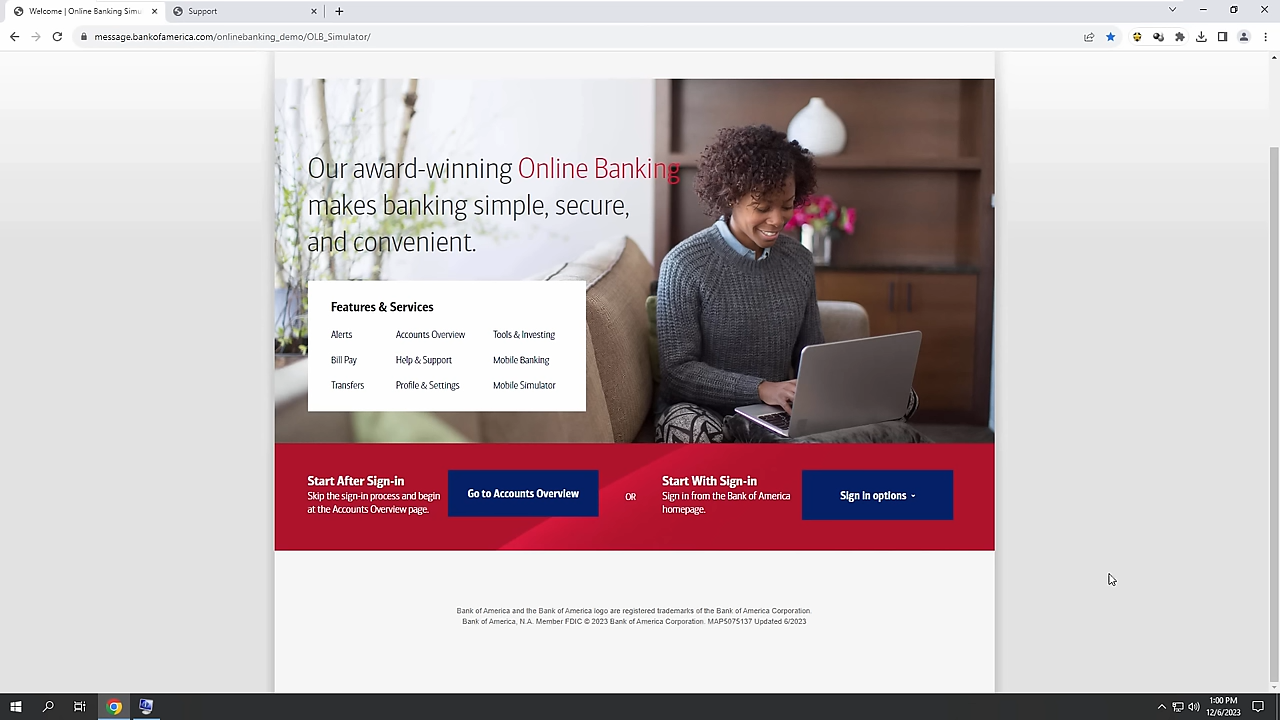 Welcome | Online Banking Simu
Support
message.bankofamerica.com/onlinebanking_demo/OLB_Simulator/
Our award-winning Online Banking
makes banking simple, secure,
and convenient.
Features & Services
Alerts Accounts Overview Tools & Investing
Bill Pay Help & Support Mobile Banking
Transfers Profile & Settings Mobile Simulator
Start After Sign-in
Skip the sign-in process and begin
at the Accounts Overview page.
Go to Accounts Overview
OR
Start With Sign-in
Sign in from the Bank of America
homepage.
Sign In options
Bank of America and the Bank of America logo are registered trademarks of the Bank of America Corporation.
Bank of America, N.A. Member FDIC © 2023 Bank of America Corporation. MAP5075137 Updated 6/2023
1:00 PM
12/6/2023